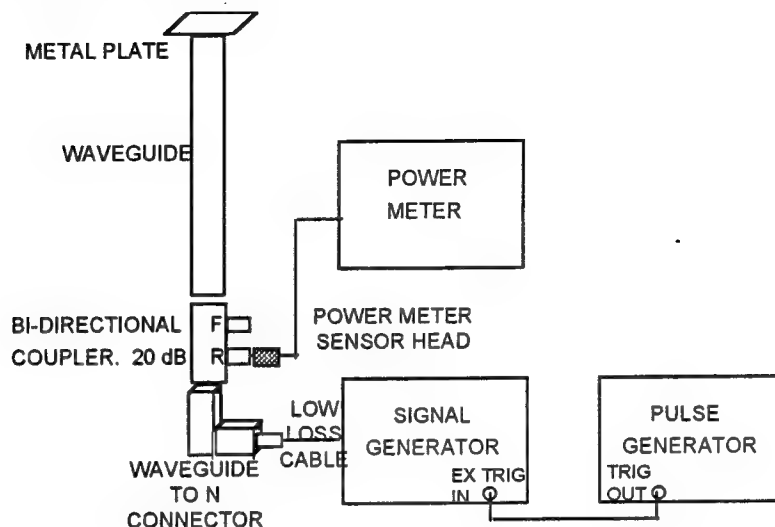 METAL PLATE
WAVEGUIDE
POWER
METER
BI-DIRECTIONAL F
COUPLER. 20 dB R
POWER METER
SENSOR HEAD
LOW
LOSS
CABLE
SIGNAL
GENERATOR
EX TRIG
IN
PULSE
GENERATOR
TRIG
OUT
WAVEGUIDE
TO N
CONNECTOR